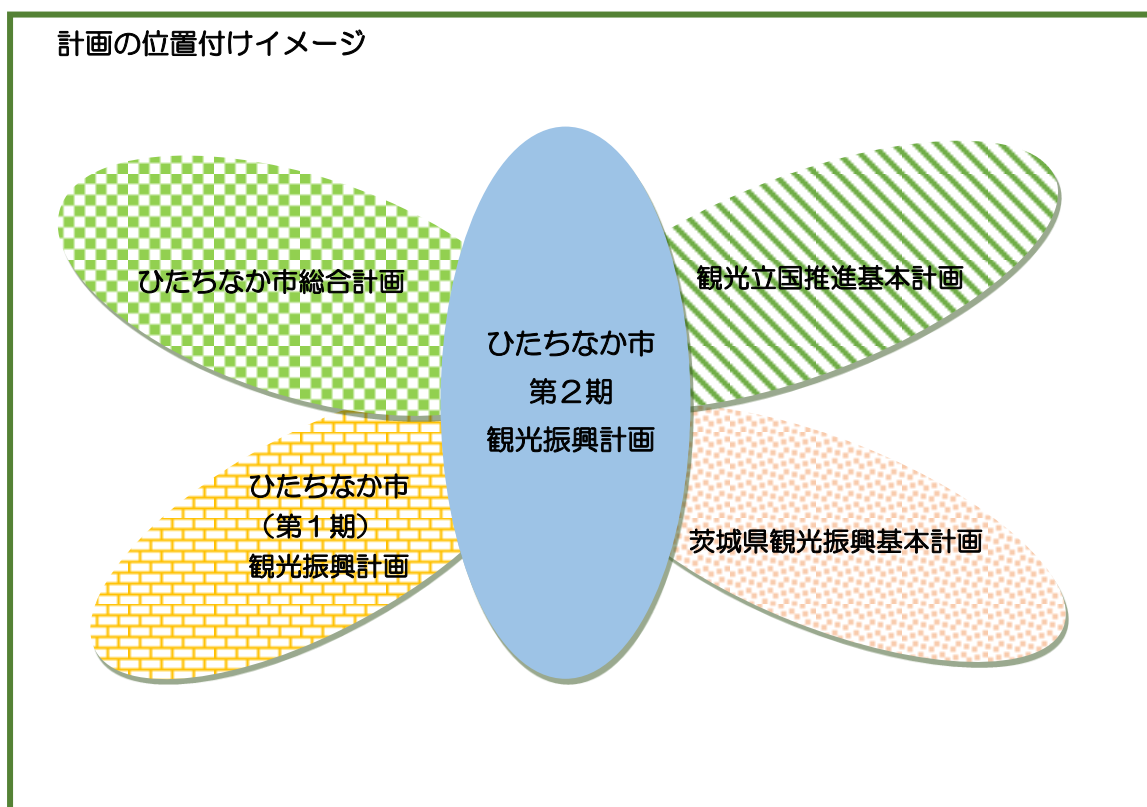 計画の位置付けイメージ
ひたちなか市総合計画
観光立国推進基本計画
ひたちなか市
第２期
観光振興計画
ひたちなか市
（第１期）
観光振興計画
茨城県観光振興基本計画